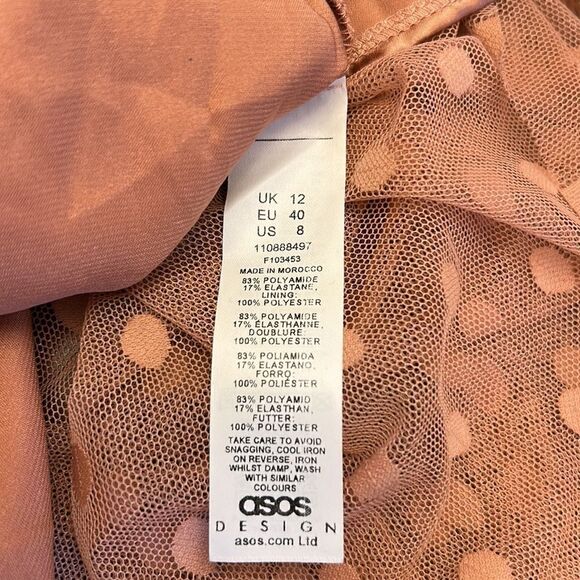 UK 12
EU 40
US 8
110888497
F103453
MADE IN MOROCCO
83% POLYAMIDE
17% ELASTANE,
LINING:
100% POLYESTER
83% POLYAMIDE
17% ÉLASTHANNE,
DOUBLURE:
100% POLYESTER
83% POLIAMIDA
17% ELASTANO,
FORRO:
100% POLIÉSTER
83% POLYAMID
17% ELASTHAN,
FUTTER:
100% POLYESTER
TAKE CARE TO AVOID
SNAGGING, COOL IRON
ON REVERSE, IRON
WHILST DAMP, WASH
WITH SIMILAR
COLOURS
asos
DESIGN
asos.com Ltd